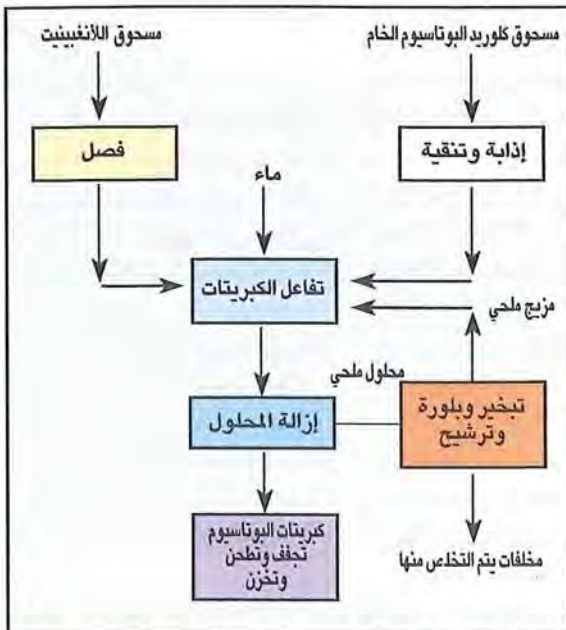 مسحوق كلوريد البوتاسيوم الخام
مسحوق اللأنغبينيت
إذابة وتنقية
فصل
ماء
تفاعل الكبريتات
مزيج ملحي
محلول ملحي
تبخير وبلورة
وترشيح
إزالة المحلول
كبريتات البوتاسيوم
تجفف وتطحن
وتخزن
مخلفات يتم التخلص منها